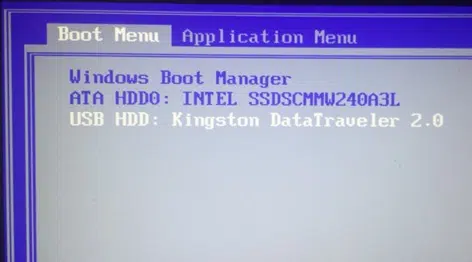 Boot Menu Application Menu
Windows Boot Manager
ATA HDD0: INTEL SSDSCMMW240A3L
USB HDD: Kingston DataTraveler 2.0